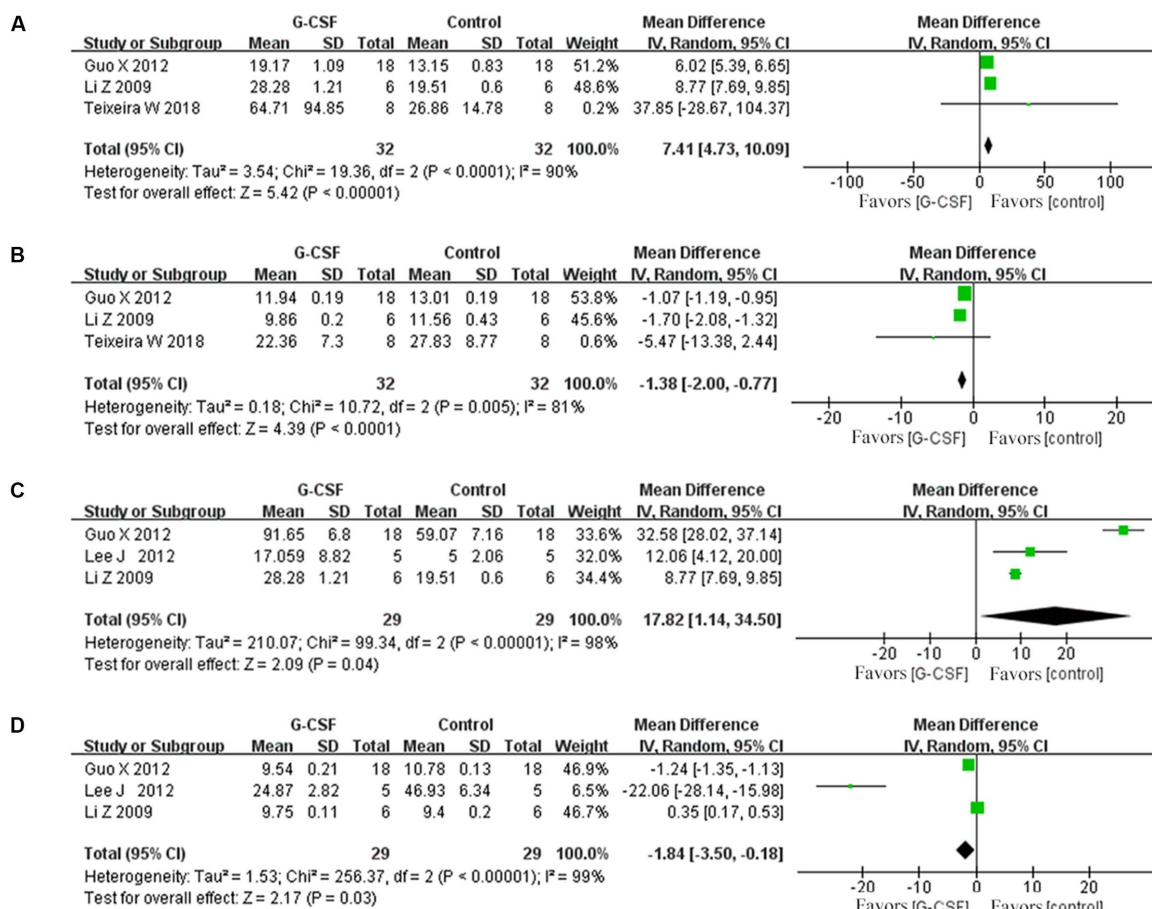 A
G-CSF Control Mean Difference Mean Difference
Study or Subgroup Mean SD Total Mean SD Total Weight IV, Random, 95% CI IV, Random, 95% CI
Guo X 2012 19.17 1.09 18 13.15 0.83 18 51.2% 6.02 [5.39, 6.65]
Li Z 2009 28.28 1.21 6 19.51 0.6 6 48.6% 8.77 [7.69, 9.85]
Teixeira W 2018 64.71 94.85 8 26.86 14.78 8 0.2% 37.85 [-28.67, 104.37]
Total (95% CI) 32 32 100.0% 7.41 [4.73, 10.09]
Heterogeneity: Tau² = 3.54; Chi² = 19.36, df = 2 (P < 0.0001); I² = 90%
Test for overall effect: Z = 5.42 (P < 0.00001)
-100 -50 0 50 100
Favors [G-CSF] Favors [control]
B
G-CSF Control Mean Difference Mean Difference
Study or Subgroup Mean SD Total Mean SD Total Weight IV, Random, 95% CI IV, Random, 95% CI
Guo X 2012 11.94 0.19 18 13.01 0.19 18 53.8% -1.07 [-1.19, -0.95]
Li Z 2009 9.86 0.2 6 11.56 0.43 6 45.6% -1.70 [-2.08, -1.32]
Teixeira W 2018 22.36 7.3 8 27.83 8.77 8 0.6% -5.47 [-13.38, 2.44]
Total (95% CI) 32 32 100.0% -1.38 [-2.00, -0.77]
Heterogeneity: Tau² = 0.18; Chi² = 10.72, df = 2 (P = 0.005); I² = 81%
Test for overall effect: Z = 4.39 (P < 0.0001)
-20 -10 0 10 20
Favors [G-CSF] Favors [control]
C
G-CSF Control Mean Difference Mean Difference
Study or Subgroup Mean SD Total Mean SD Total Weight IV, Random, 95% CI IV, Random, 95% CI
Guo X 2012 91.65 6.8 18 59.07 7.16 18 33.6% 32.58 [28.02, 37.14]
Lee J 2012 17.059 8.82 5 5 2.06 5 32.0% 12.06 [4.12, 20.00]
Li Z 2009 28.28 1.21 6 19.51 0.6 6 34.4% 8.77 [7.69, 9.85]
Total (95% CI) 29 29 100.0% 17.82 [1.14, 34.50]
Heterogeneity: Tau² = 210.07; Chi² = 99.34, df = 2 (P < 0.00001); I² = 98%
Test for overall effect: Z = 2.09 (P = 0.04)
-20 -10 0 10 20
Favors [G-CSF] Favors [control]
D
G-CSF Control Mean Difference Mean Difference
Study or Subgroup Mean SD Total Mean SD Total Weight IV, Random, 95% CI IV, Random, 95% CI
Guo X 2012 9.54 0.21 18 10.78 0.13 18 46.9% -1.24 [-1.35, -1.13]
Lee J 2012 24.87 2.82 5 46.93 6.34 5 6.5% -22.06 [-28.14, -15.98]
Li Z 2009 9.75 0.11 6 9.4 0.2 6 46.7% 0.35 [0.17, 0.53]
Total (95% CI) 29 29 100.0% -1.84 [-3.50, -0.18]
Heterogeneity: Tau² = 1.53; Chi² = 256.37, df = 2 (P < 0.00001); I² = 99%
Test for overall effect: Z = 2.17 (P = 0.03)
-20 -10 0 10 20
Favors [G-CSF] Favors [control]